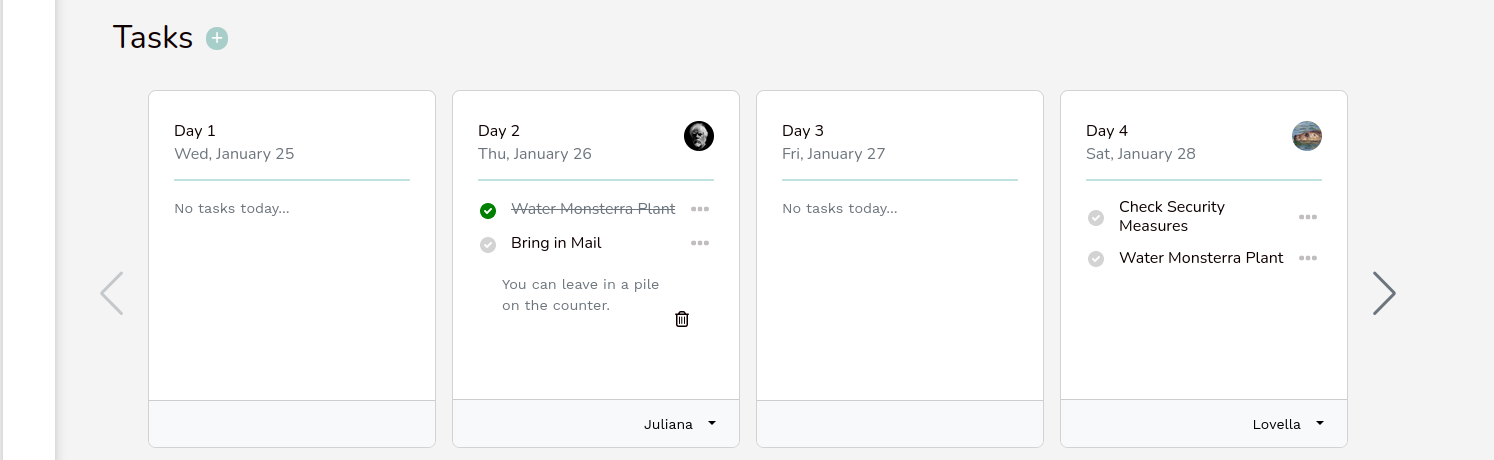 Tasks
Day 1
Wed, January 25
No tasks today...
Day 2
Thu, January 26
Water Monsterra Plant
Bring in Mail
You can leave in a pile
on the counter.
Juliana
Day 3
Fri, January 27
No tasks today...
Day 4
Sat, January 28
Check Security
Measures
Water Monsterra Plant
Lovella